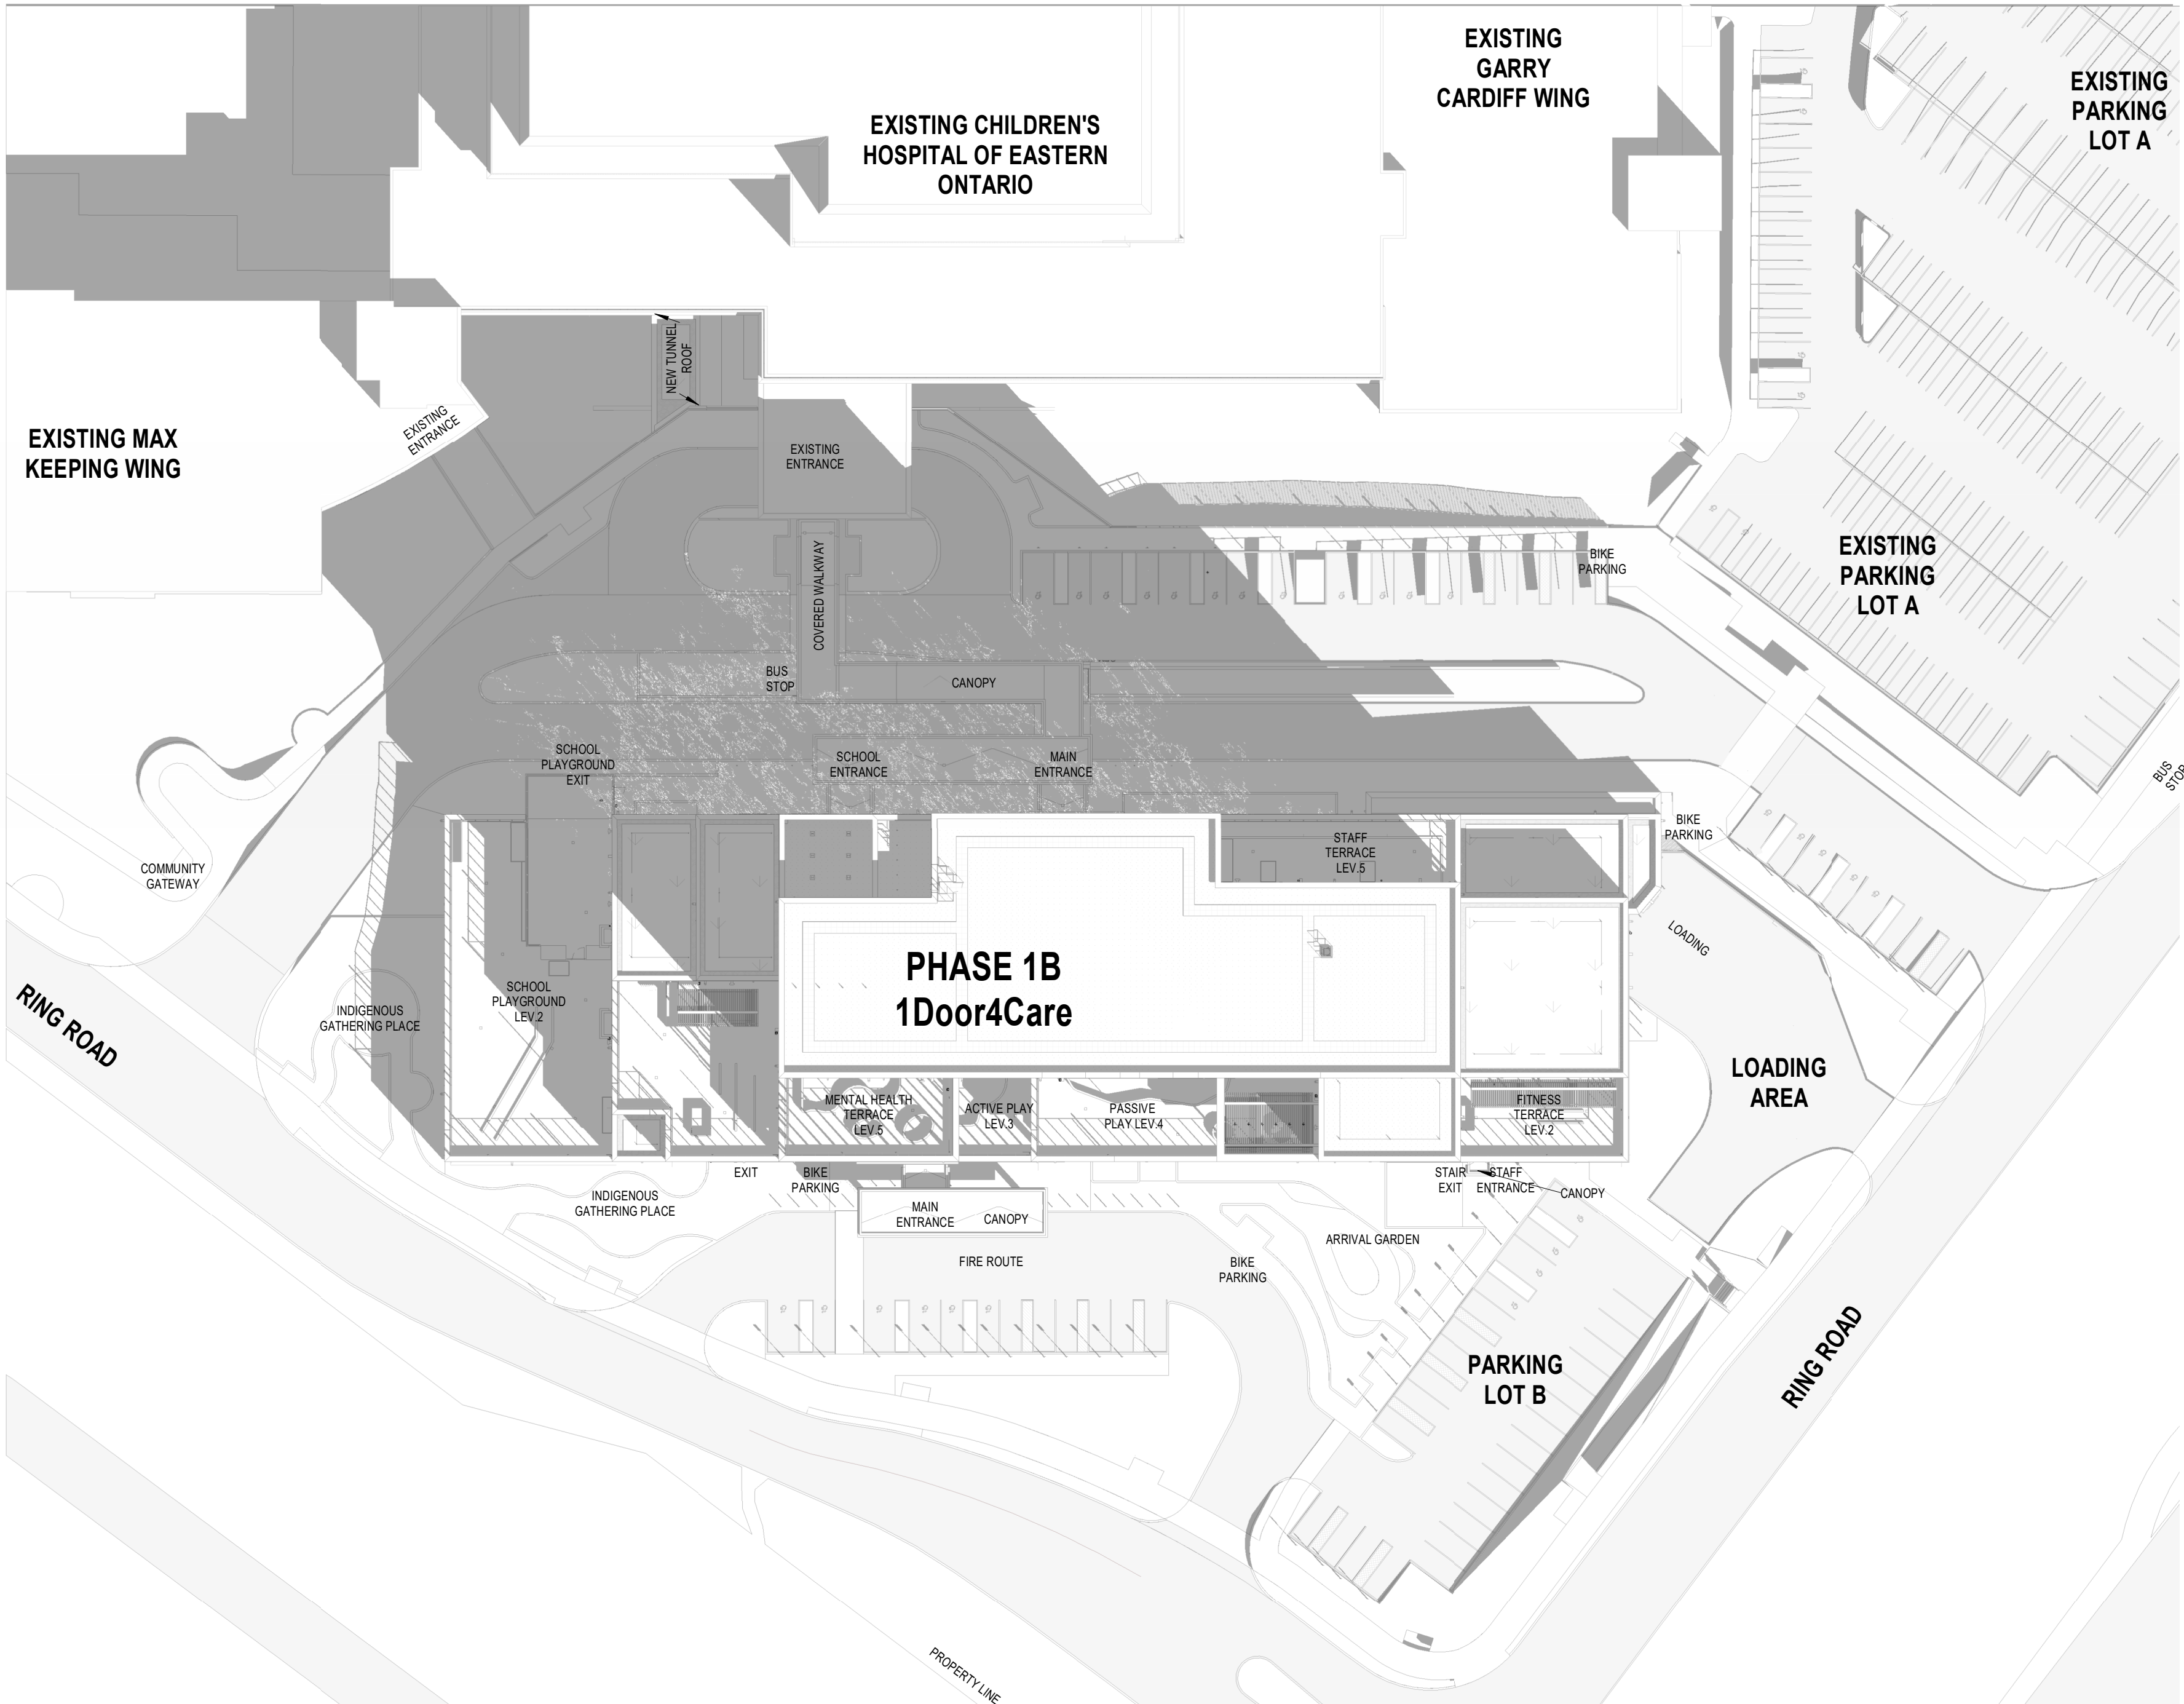 EXISTING
GARRY
CARDIFF WING
EXISTING
PARKING
LOT A
EXISTING CHILDREN'S
HOSPITAL OF EASTERN
ONTARIO
NEW TUNNEL
ROOF
EXISTING MAX
KEEPING WING
EXISTING
ENTRANCE
EXISTING
ENTRANCE
COVERED WALKWAY
BIKE
PARKING
EXISTING
PARKING
LOT A
BUS
STOP
CANOPY
SCHOOL
PLAYGROUND
EXIT
SCHOOL
ENTRANCE
MAIN
ENTRANCE
BUS
STOP
COMMUNITY
GATEWAY
STAFF
TERRACE
LEV.5
BIKE
PARKING
LOADING
PHASE 1B
1Door4Care
RING ROAD
INDIGENOUS
GATHERING PLACE
SCHOOL
PLAYGROUND
LEV.2
LOADING
AREA
MENTAL HEALTH
TERRACE
LEV.5
ACTIVE PLAY
LEV.3
PASSIVE
PLAY LEV.4
FITNESS
TERRACE
LEV.2
EXIT
BIKE
PARKING
STAIR
EXIT
STAFF
ENTRANCE
CANOPY
INDIGENOUS
GATHERING PLACE
MAIN
ENTRANCE
CANOPY
FIRE ROUTE
BIKE
PARKING
ARRIVAL GARDEN
PARKING
LOT B
RING ROAD
PROPERTY LINE